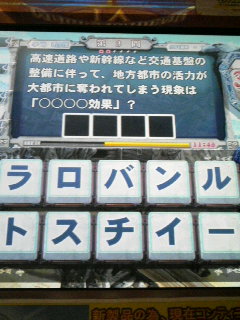 高速道路や新幹線など交通基盤の
整備に伴って、地方都市の活力が
大都市に奪われてしまう現象は
『○○○○効果』?
ラロバンル
トスチイー